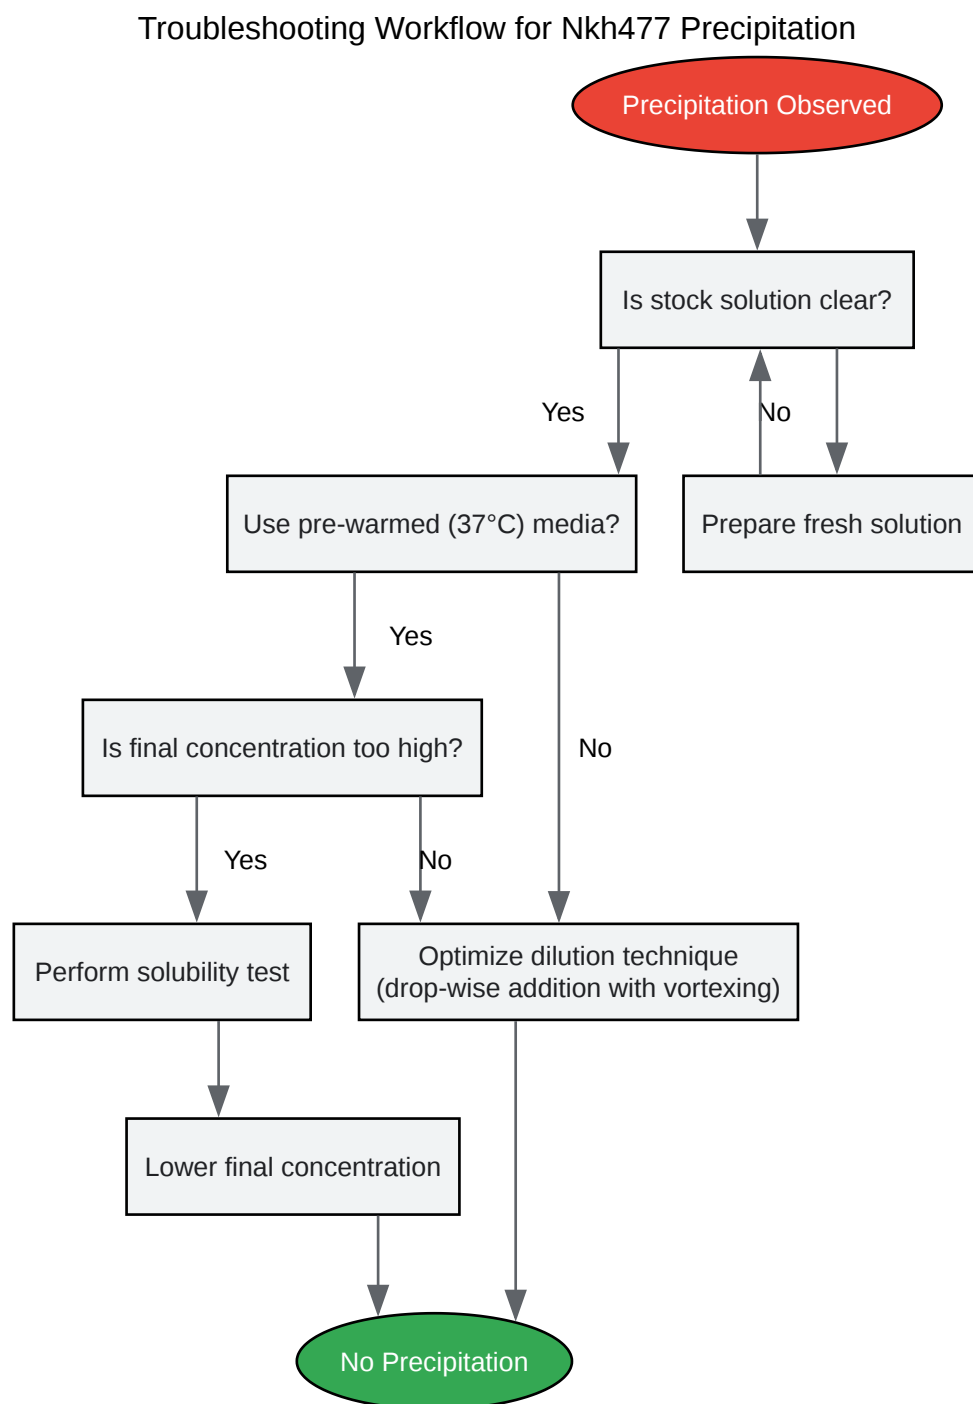 Troubleshooting Workflow for Nkh477 Precipitation
Precipitation Observed
Is stock solution clear?
Yes
No
Use pre-warmed (37°C) media?
Prepare fresh solution
Yes
Is final concentration too high?
No
Yes
No
Perform solubility test
Optimize dilution technique
(drop-wise addition with vortexing)
Lower final concentration
No Precipitation